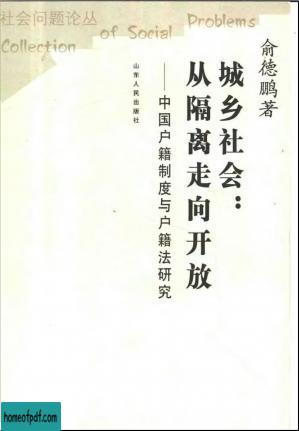 社会问题论丛
of Social Problems
Collection
俞德鹏著
城乡社会：
从隔离走向开放
——中国户籍制度与户籍法研究
山东人民出版社
homeofpdf.com
homeofpdf.com